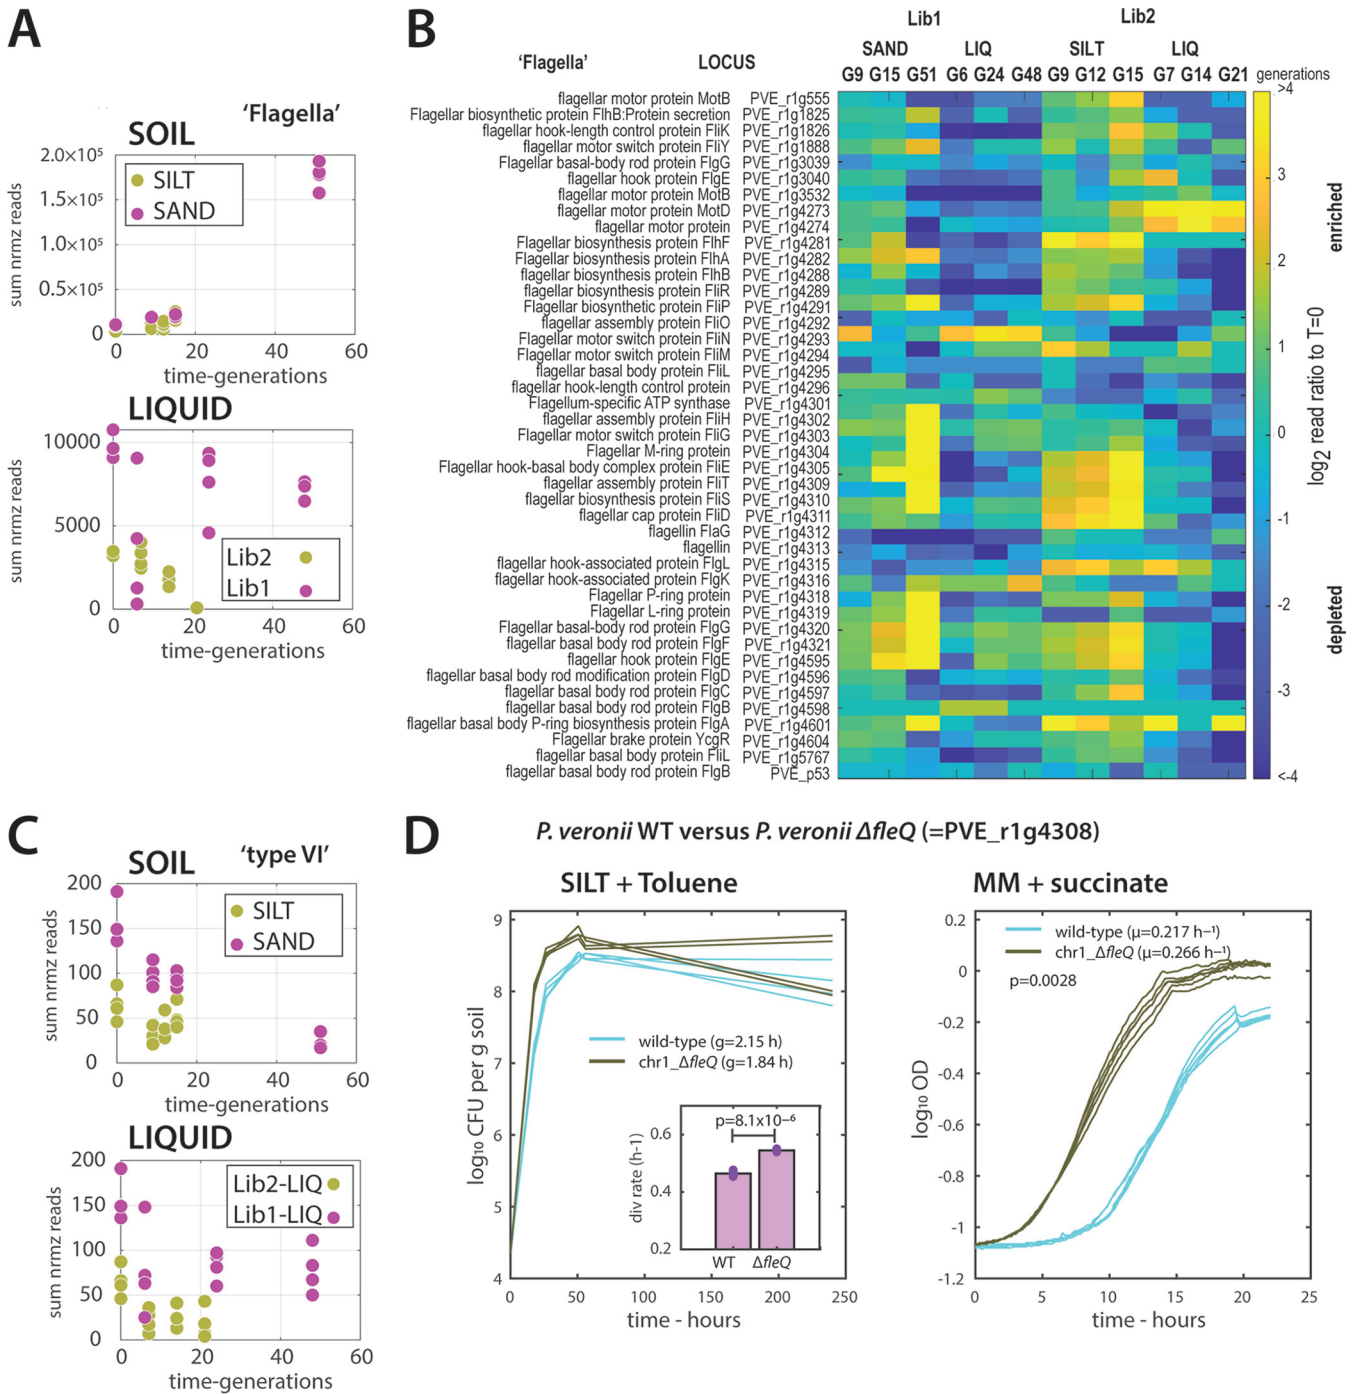 A
'Flagella'
SOIL
2.0×10⁵
1.5×10⁵
1.0×10⁵
0.5×10⁵
0
SILT
SAND
sum nrmz reads
0 20 40 60
time-generations
LIQUID
10000
5000
0
Lib2
Lib1
sum nrmz reads
0 20 40 60
time-generations
B
Lib1 Lib2
'Flagella' LOCUS SAND LIQ SILT LIQ
G9 G15 G51 G6 G24 G48 G9 G12 G15 G7 G14 G21 generations
flagellar motor protein MotB PVE_r1g555
Flagellar biosynthetic protein FlhB:Protein secretion PVE_r1g1825
flagellar hook-length control protein FliK PVE_r1g1826
flagellar motor switch protein FliY PVE_r1g1888
Flagellar basal-body rod protein FlgG PVE_r1g3039
flagellar hook protein FlgE PVE_r1g3040
flagellar motor protein MotB PVE_r1g3532
flagellar motor protein MotD PVE_r1g4273
flagellar motor protein PVE_r1g4274
Flagellar biosynthesis protein FlhF PVE_r1g4281
Flagellar biosynthesis protein FlhA PVE_r1g4282
flagellar biosynthesis protein FlhB PVE_r1g4288
flagellar biosynthesis protein FliR PVE_r1g4289
Flagellar biosynthetic protein FliP PVE_r1g4291
flagellar assembly protein FliO PVE_r1g4292
Flagellar motor switch protein FliN PVE_r1g4293
Flagellar motor switch protein FliM PVE_r1g4294
flagellar basal body protein FliL PVE_r1g4295
flagellar hook-length control protein PVE_r1g4296
Flagellum-specific ATP synthase PVE_r1g4301
flagellar assembly protein FliH PVE_r1g4302
Flagellar motor switch protein FliG PVE_r1g4303
Flagellar M-ring protein PVE_r1g4304
Flagellar hook-basal body complex protein FliE PVE_r1g4305
flagellar assembly protein FliT PVE_r1g4309
flagellar biosynthesis protein FliS PVE_r1g4310
flagellar cap protein FliD PVE_r1g4311
flagellin FlaG PVE_r1g4312
flagellin PVE_r1g4313
flagellar hook-associated protein FlgL PVE_r1g4315
flagellar hook-associated protein FlgK PVE_r1g4316
Flagellar P-ring protein PVE_r1g4318
Flagellar L-ring protein PVE_r1g4319
Flagellar basal-body rod protein FlgG PVE_r1g4320
flagellar basal body rod protein FlgF PVE_r1g4321
flagellar hook protein FlgE PVE_r1g4595
flagellar basal body rod modification protein FlgD PVE_r1g4596
flagellar basal body rod protein FlgC PVE_r1g4597
flagellar basal body rod protein FlgB PVE_r1g4598
flagellar basal body P-ring biosynthesis protein FlgA PVE_r1g4601
Flagellar brake protein YcgR PVE_r1g4604
flagellar basal body protein FliL PVE_r1g5767
flagellar basal body rod protein FlgB PVE_p53
>4
3
2
1
0
-1
-2
-3
<-4
enriched
log₂ read ratio to T=0
depleted
C
SOIL 'type VI'
200
150
100
50
0
SILT
SAND
sum nrmz reads
0 20 40 60
time-generations
LIQUID
200
150
100
50
0
Lib2-LIQ
Lib1-LIQ
sum nrmz reads
0 20 40 60
time-generations
D
P. veronii WT versus P. veronii ΔfleQ (=PVE_r1g4308)
SILT + Toluene
9
8
7
6
5
4
log₁₀ CFU per g soil
wild-type (g=2.15 h)
chr1_ΔfleQ (g=1.84 h)
p=8.1x10⁻⁶
0.6
0.4
0.2
div rate (h-1)
WT ΔfleQ
0 50 100 150 200 250
time - hours
MM + succinate
0.2
0
-0.2
-0.4
-0.6
-0.8
-1
-1.2
log₁₀ OD
wild-type (μ=0.217 h⁻¹)
chr1_ΔfleQ (μ=0.266 h⁻¹)
p=0.0028
0 5 10 15 20 25
time - hours